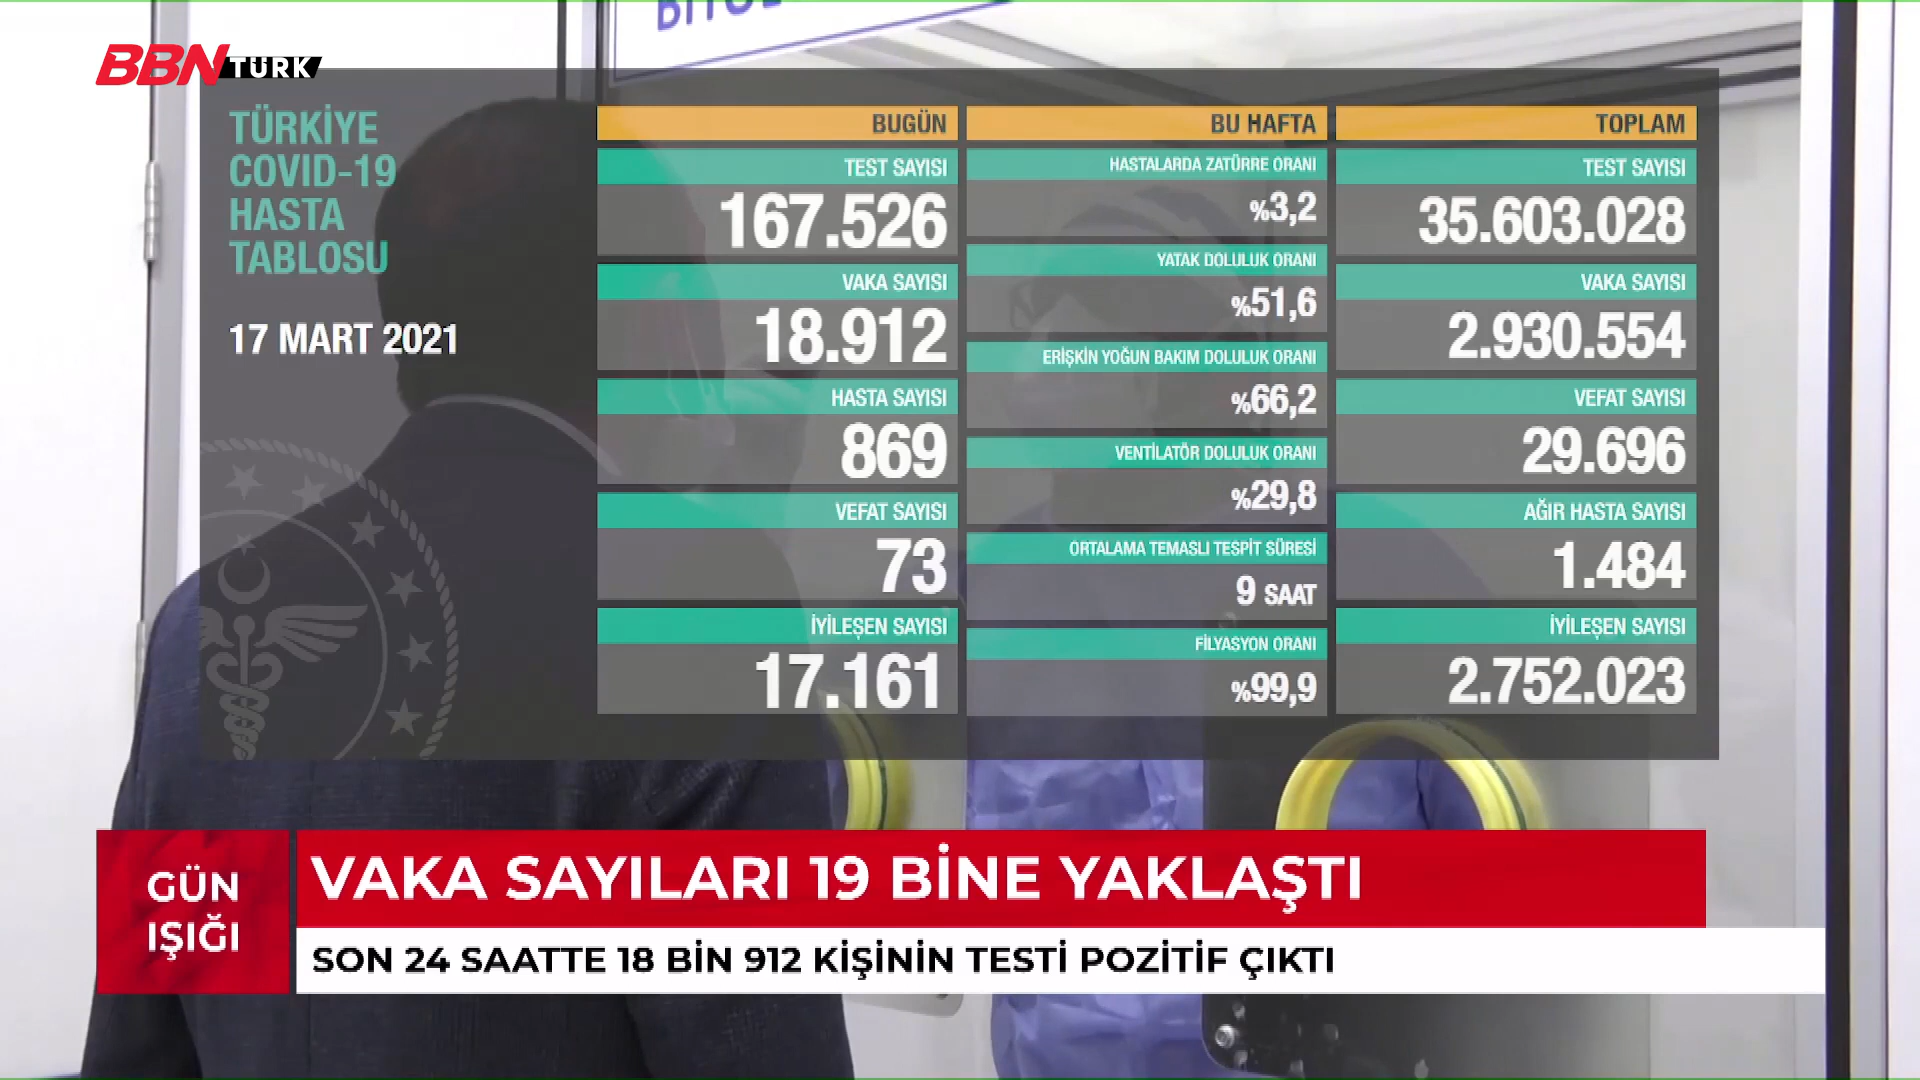 BBN TÜRK
TÜRKİYE
COVID-19
HASTA
TABLOSU
17 MART 2021
BUGÜN
TEST SAYISI
167.526
VAKA SAYISI
18.912
HASTA SAYISI
869
VEFAT SAYISI
73
İYİLEŞEN SAYISI
17.161
BU HAFTA
HASTALARDA ZATÜRRE ORANI
%3,2
YATAK DOLULUK ORANI
%51,6
ERİŞKİN YOĞUN BAKIM DOLULUK ORANI
%66,2
VENTİLATÖR DOLULUK ORANI
%29,8
ORTALAMA TEMASLI TESPİT SÜRESİ
9 SAAT
FİLYASYON ORANI
%99,9
TOPLAM
TEST SAYISI
35.603.028
VAKA SAYISI
2.930.554
VEFAT SAYISI
29.696
AĞIR HASTA SAYISI
1.484
İYİLEŞEN SAYISI
2.752.023
GÜN
IŞIĞI
VAKA SAYILARI 19 BİNE YAKLAŞTI
SON 24 SAATTE 18 BİN 912 KİŞİNİN TESTİ POZİTİF ÇIKTI